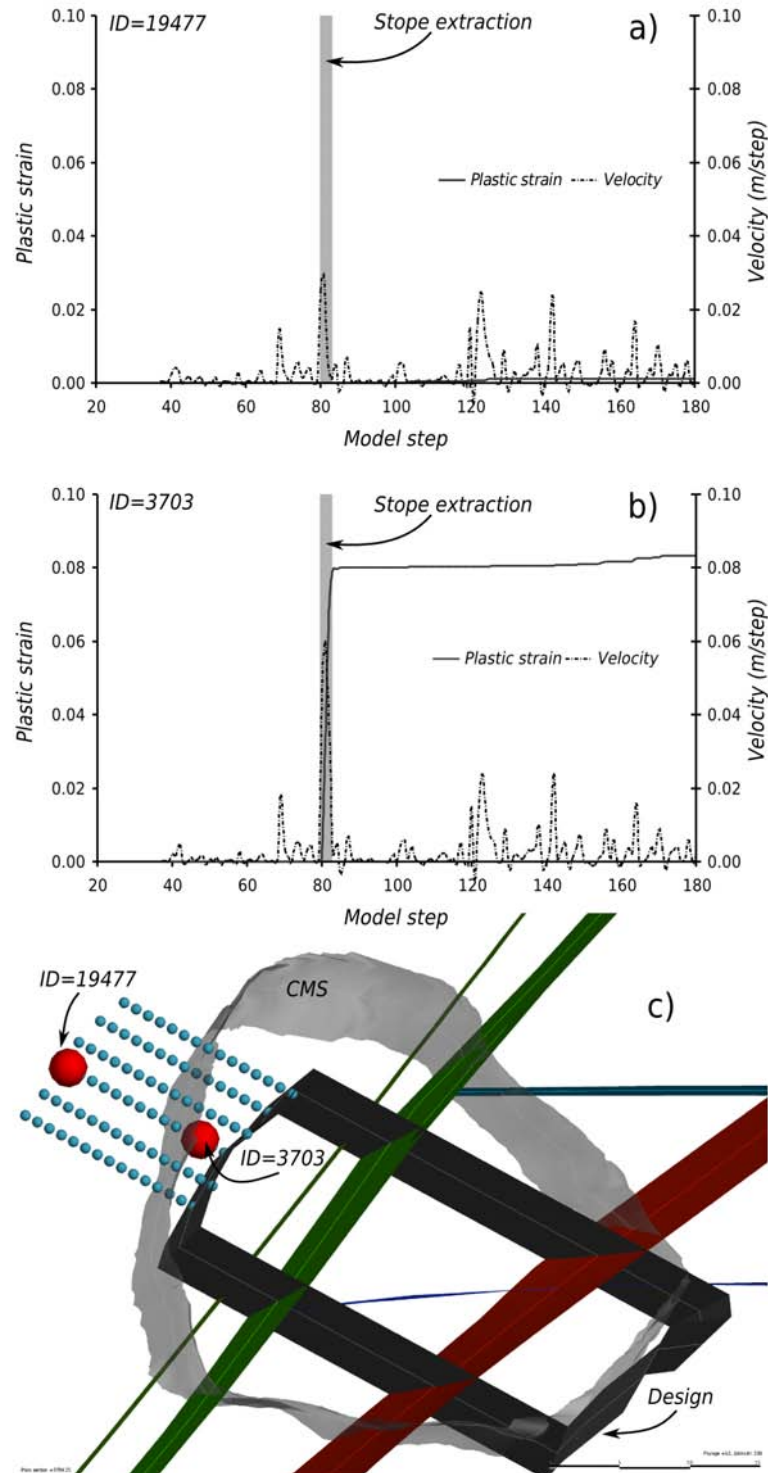 ID=19477
Stope extraction
a)
0.10
0.08
0.06
0.04
0.02
0.00
Plastic strain
Plastic strain
Velocity
0.10
0.08
0.06
0.04
0.02
0.00
Velocity (m/step)
20 40 60 80 100 120 140 160 180
Model step
ID=3703
Stope extraction
b)
0.10
0.08
0.06
0.04
0.02
0.00
Plastic strain
Plastic strain
Velocity
0.10
0.08
0.06
0.04
0.02
0.00
Velocity (m/step)
20 40 60 80 100 120 140 160 180
Model step
ID=19477
CMS
c)
ID=3703
Design